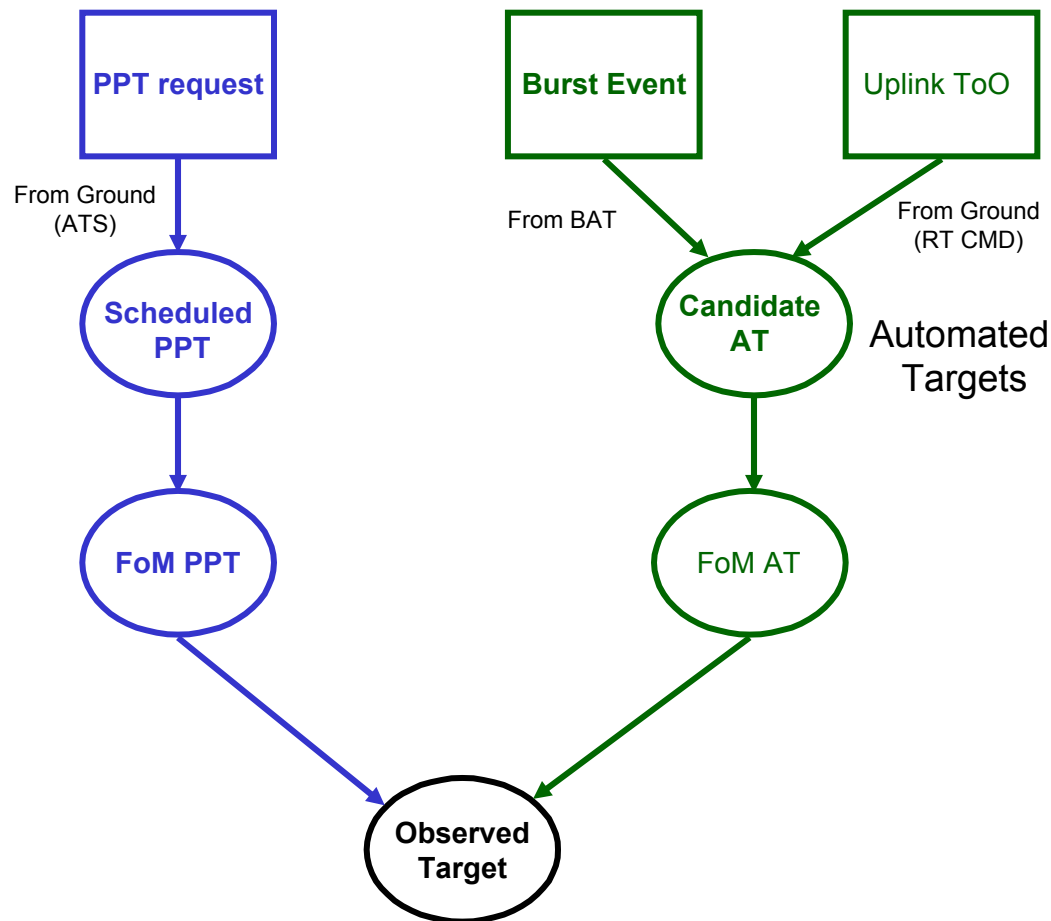 PPT request
Burst Event
Uplink ToO
From Ground
(ATS)
From BAT
From Ground
(RT CMD)
Scheduled
PPT
Candidate
AT
Automated
Targets
FoM PPT
FoM AT
Observed
Target